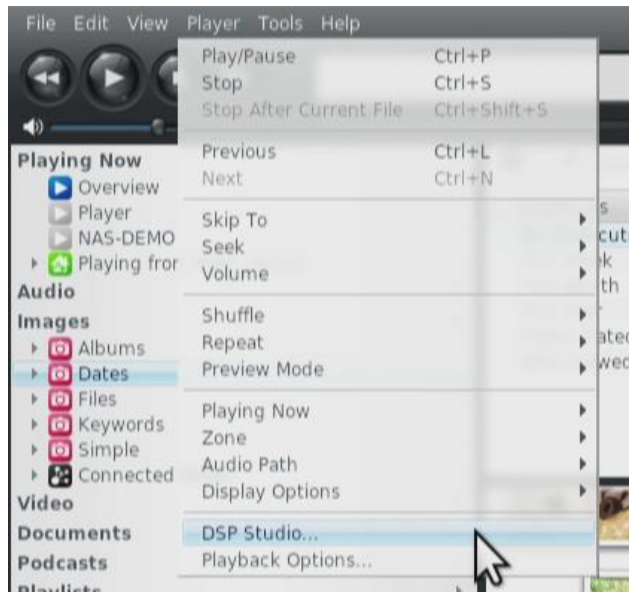 File Edit View Player Tools Help
Play/Pause Ctrl+P
Stop Ctrl+S
Stop After Current File Ctrl+Shift+S
Previous Ctrl+L
Next Ctrl+N
Skip To
Seek
Volume
Shuffle
Repeat
Preview Mode
Playing Now
Zone
Audio Path
Display Options
DSP Studio...
Playback Options...
Playing Now
Overview
Player
NAS-DEMO
Playing from
Audio
Images
Albums
Dates
Files
Keywords
Simple
Connected
Video
Documents
Podcasts
Playlists